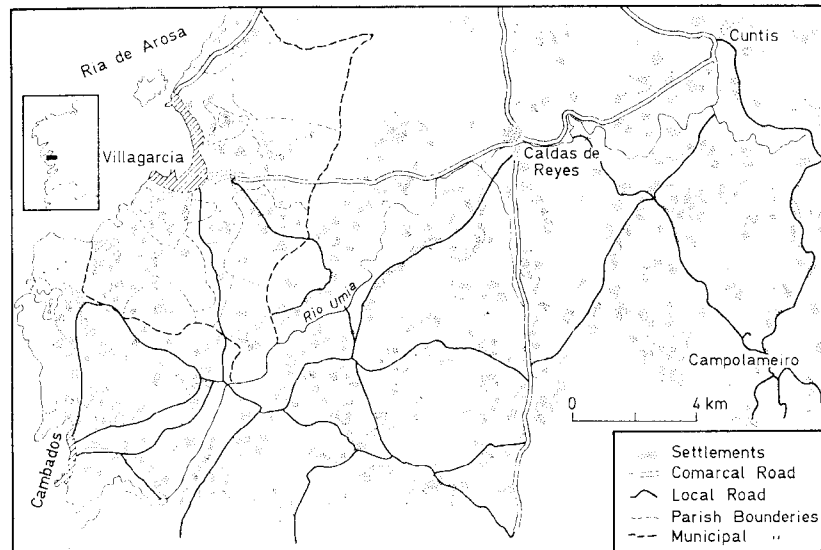 Cuntis
Ria de Arosa
Villagarcia
Caldas de
Reyes
Rio Umia
Campolameiro
0 4 km
Cambados
Settlements
Comarcal Road
Local Road
Parish Bounderies
Municipal "